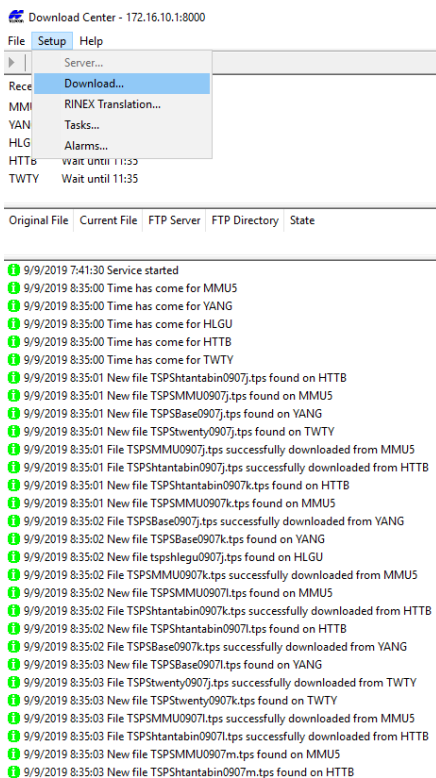 Download Center - 172.16.10.1:8000
File Setup Help
Server...
Rece
Download...
MMU
RINEX Translation...
YAN
Tasks...
HLG
Alarms...
HTTB Wait until 11:35
TWTY Wait until 11:35
Original File Current File FTP Server FTP Directory State
9/9/2019 7:41:30 Service started
9/9/2019 8:35:00 Time has come for MMU5
9/9/2019 8:35:00 Time has come for YANG
9/9/2019 8:35:00 Time has come for HLGU
9/9/2019 8:35:00 Time has come for HTTB
9/9/2019 8:35:00 Time has come for TWTY
9/9/2019 8:35:01 New file TSPShtantabin0907j.tps found on HTTB
9/9/2019 8:35:01 New file TSPSMMU0907j.tps found on MMU5
9/9/2019 8:35:01 New file TSPSBase0907j.tps found on YANG
9/9/2019 8:35:01 New file TSPStwenty0907j.tps found on TWTY
9/9/2019 8:35:01 File TSPSMMU0907j.tps successfully downloaded from MMU5
9/9/2019 8:35:01 File TSPShtantabin0907j.tps successfully downloaded from HTTB
9/9/2019 8:35:01 New file TSPShtantabin0907k.tps found on HTTB
9/9/2019 8:35:01 New file TSPSMMU0907k.tps found on MMU5
9/9/2019 8:35:02 File TSPSBase0907j.tps successfully downloaded from YANG
9/9/2019 8:35:02 New file TSPSBase0907k.tps found on YANG
9/9/2019 8:35:02 New file tspshlegu0907j.tps found on HLGU
9/9/2019 8:35:02 File TSPSMMU0907k.tps successfully downloaded from MMU5
9/9/2019 8:35:02 New file TSPSMMU0907l.tps found on MMU5
9/9/2019 8:35:02 File TSPShtantabin0907k.tps successfully downloaded from HTTB
9/9/2019 8:35:02 New file TSPShtantabin0907l.tps found on HTTB
9/9/2019 8:35:02 File TSPSBase0907k.tps successfully downloaded from YANG
9/9/2019 8:35:03 New file TSPSBase0907l.tps found on YANG
9/9/2019 8:35:03 File TSPStwenty0907j.tps successfully downloaded from TWTY
9/9/2019 8:35:03 New file TSPStwenty0907k.tps found on TWTY
9/9/2019 8:35:03 File TSPSMMU0907l.tps successfully downloaded from MMU5
9/9/2019 8:35:03 File TSPShtantabin0907l.tps successfully downloaded from HTTB
9/9/2019 8:35:03 New file TSPSMMU0907m.tps found on MMU5
9/9/2019 8:35:03 New file TSPShtantabin0907m.tps found on HTTB